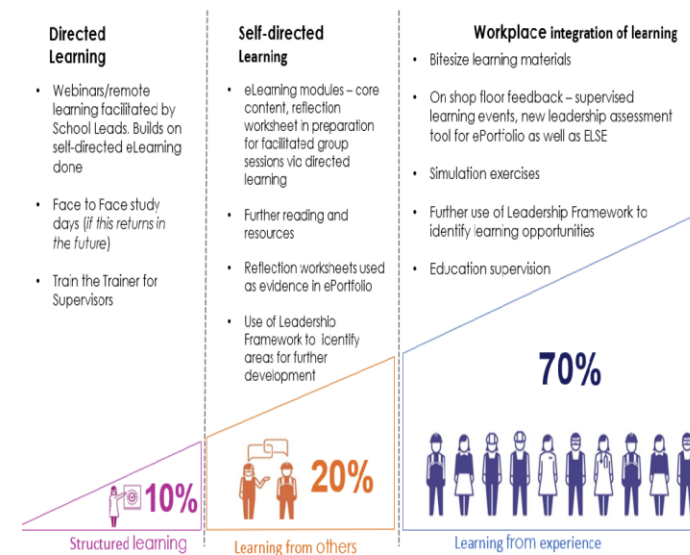 Directed
Learning
• Webinars/remote
learning facilitated by
School Leads. Builds on
self-directed eLearning
done
• Face to Face study
days (if this returns in
the future)
• Train the Trainer for
Supervisors
10%
Structured learning
Self-directed
Learning
• eLearning modules – core
content, reflection
worksheet in preparation
for facilitated group
sessions via directed
learning
• Further reading and
resources
• Reflection worksheets used
as evidence in ePortfolio
• Use of Leadership
Framework to identify
areas for further
development
20%
Learning from others
Workplace integration of learning
• Bitesize learning materials
• On shop floor feedback – supervised
learning events, new leadership assessment
tool for ePortfolio as well as ELSE
• Simulation exercises
• Further use of Leadership Framework to
identify learning opportunities
• Education supervision
70%
Learning from experience